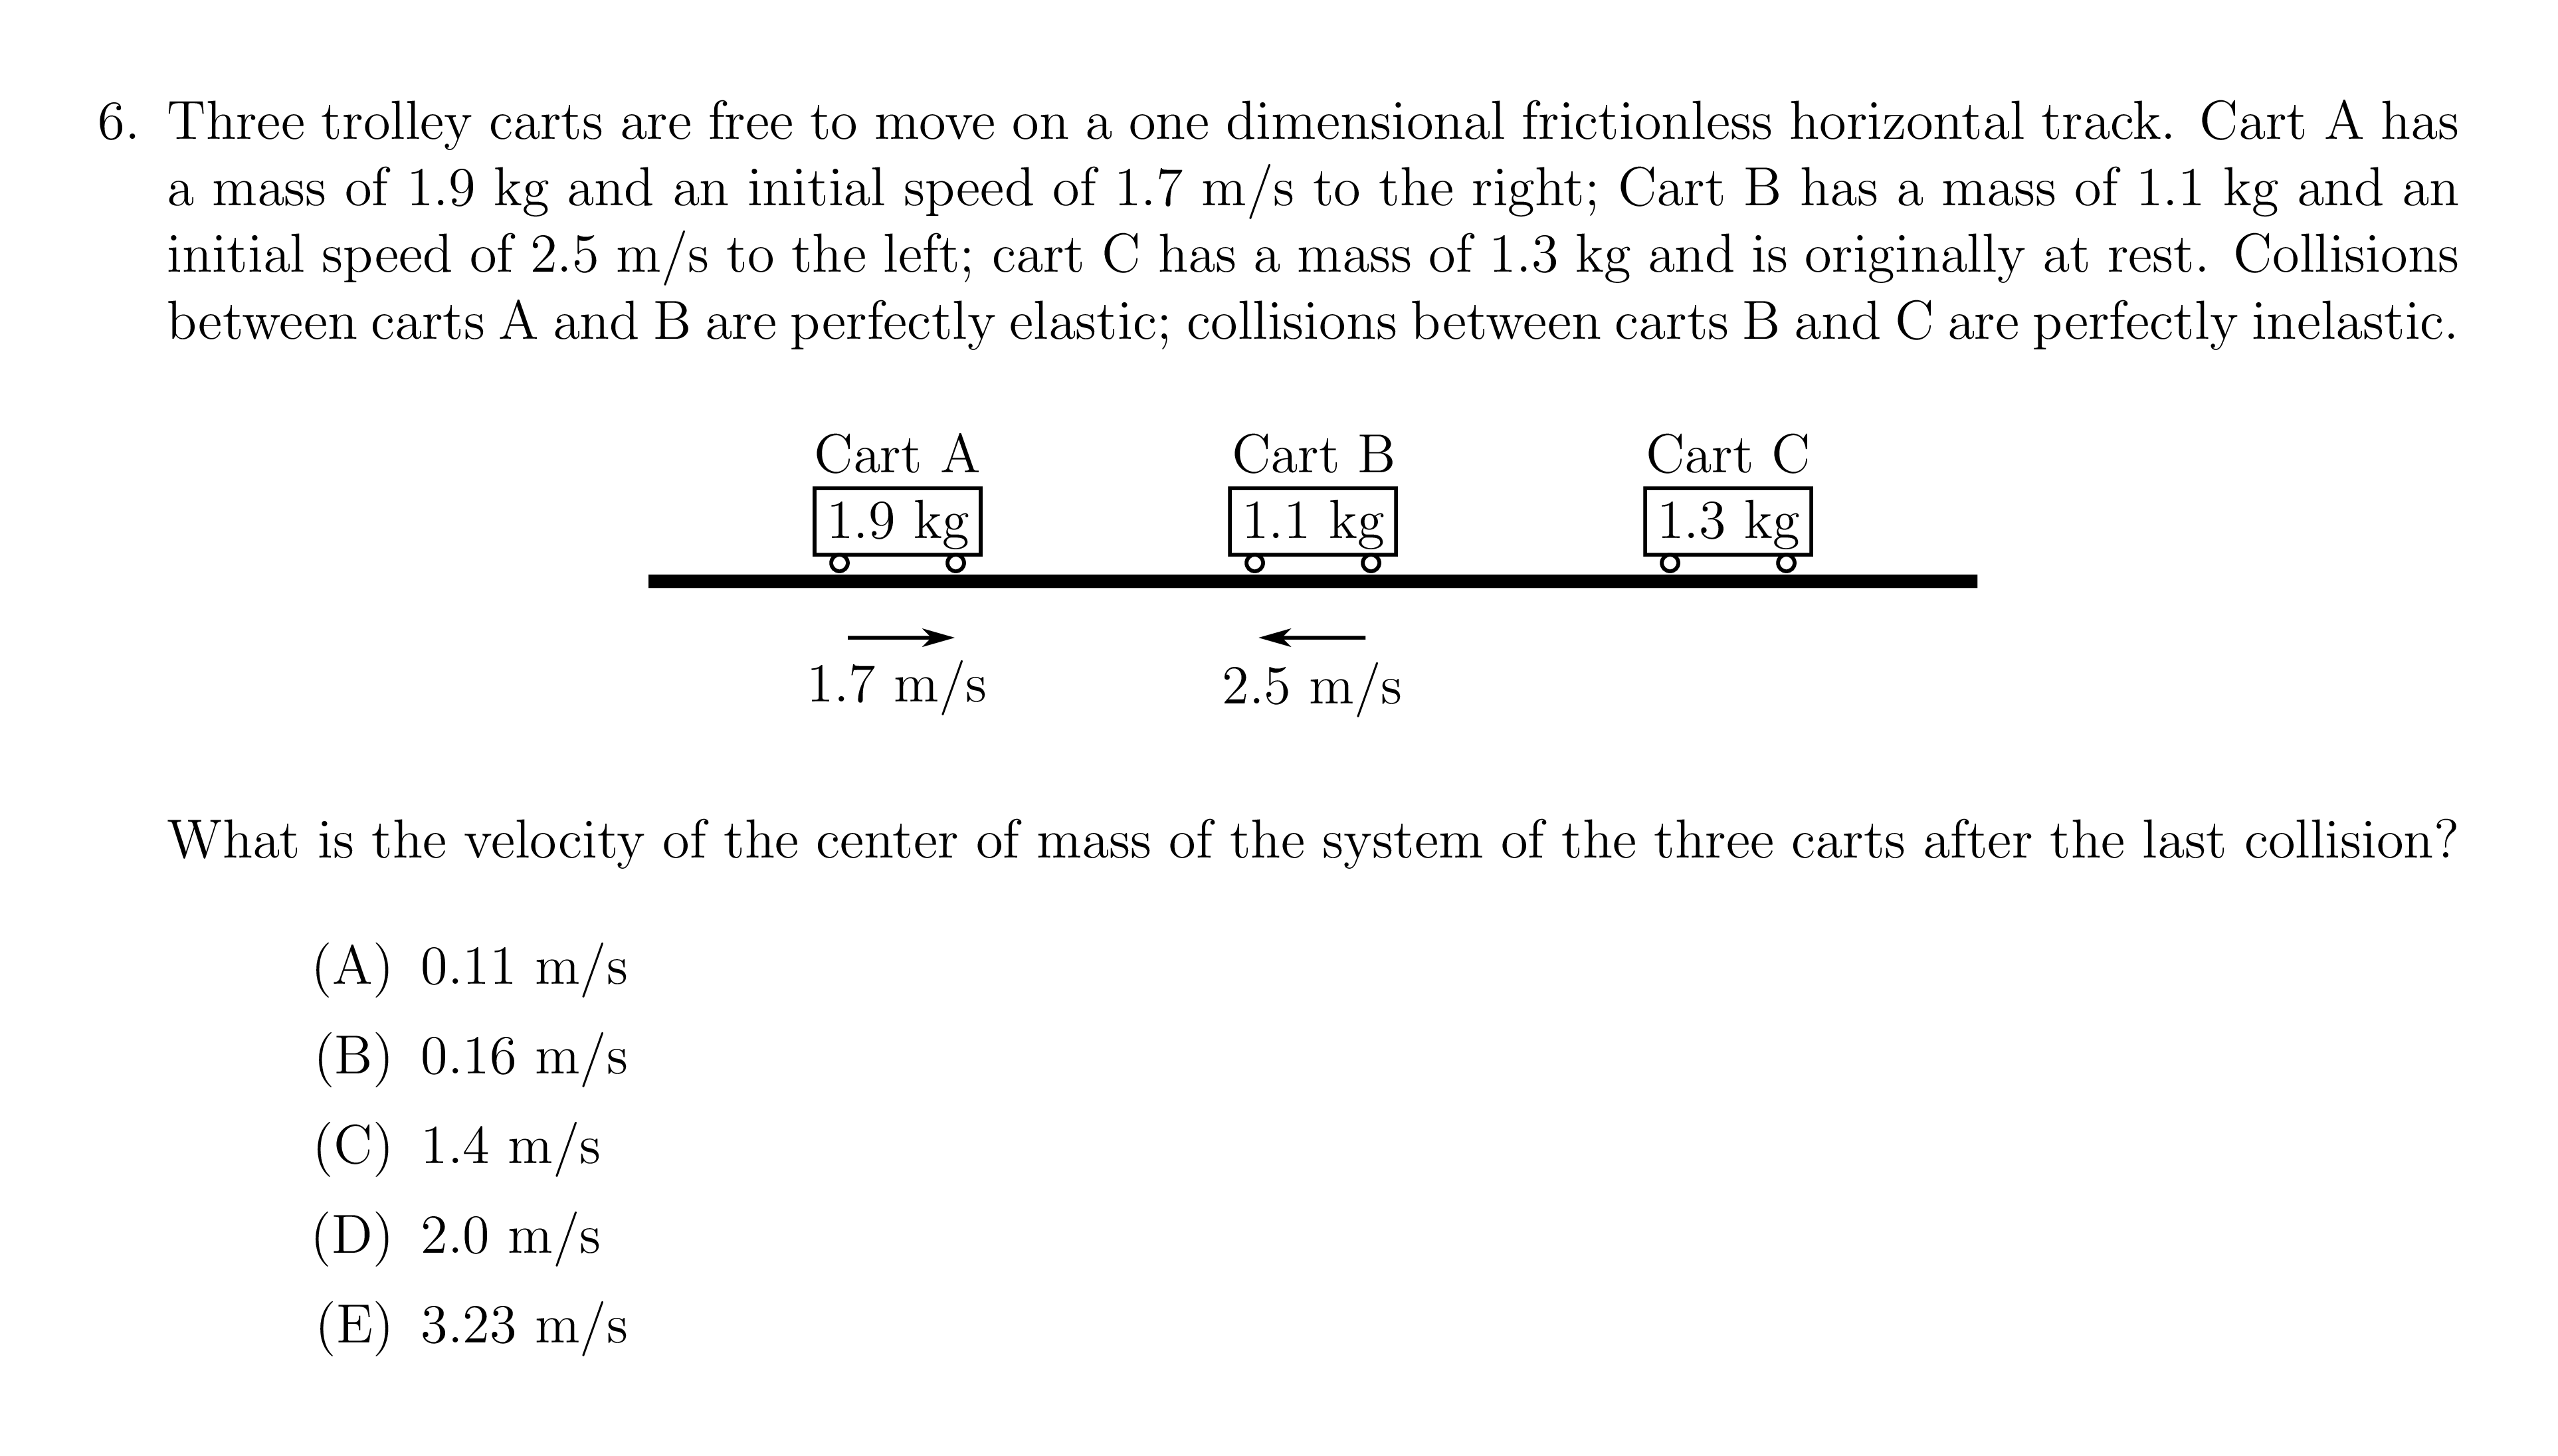 6. Three trolley carts are free to move on a one dimensional frictionless horizontal track. Cart A has
a mass of 1.9 kg and an initial speed of 1.7 m/s to the right; Cart B has a mass of 1.1 kg and an
initial speed of 2.5 m/s to the left; cart C has a mass of 1.3 kg and is originally at rest. Collisions
between carts A and B are perfectly elastic; collisions between carts B and C are perfectly inelastic.
Cart A Cart B Cart C
1.9 kg 1.1 kg 1.3 kg
1.7 m/s 2.5 m/s
What is the velocity of the center of mass of the system of the three carts after the last collision?
(A) 0.11 m/s
(B) 0.16 m/s
(C) 1.4 m/s
(D) 2.0 m/s
(E) 3.23 m/s